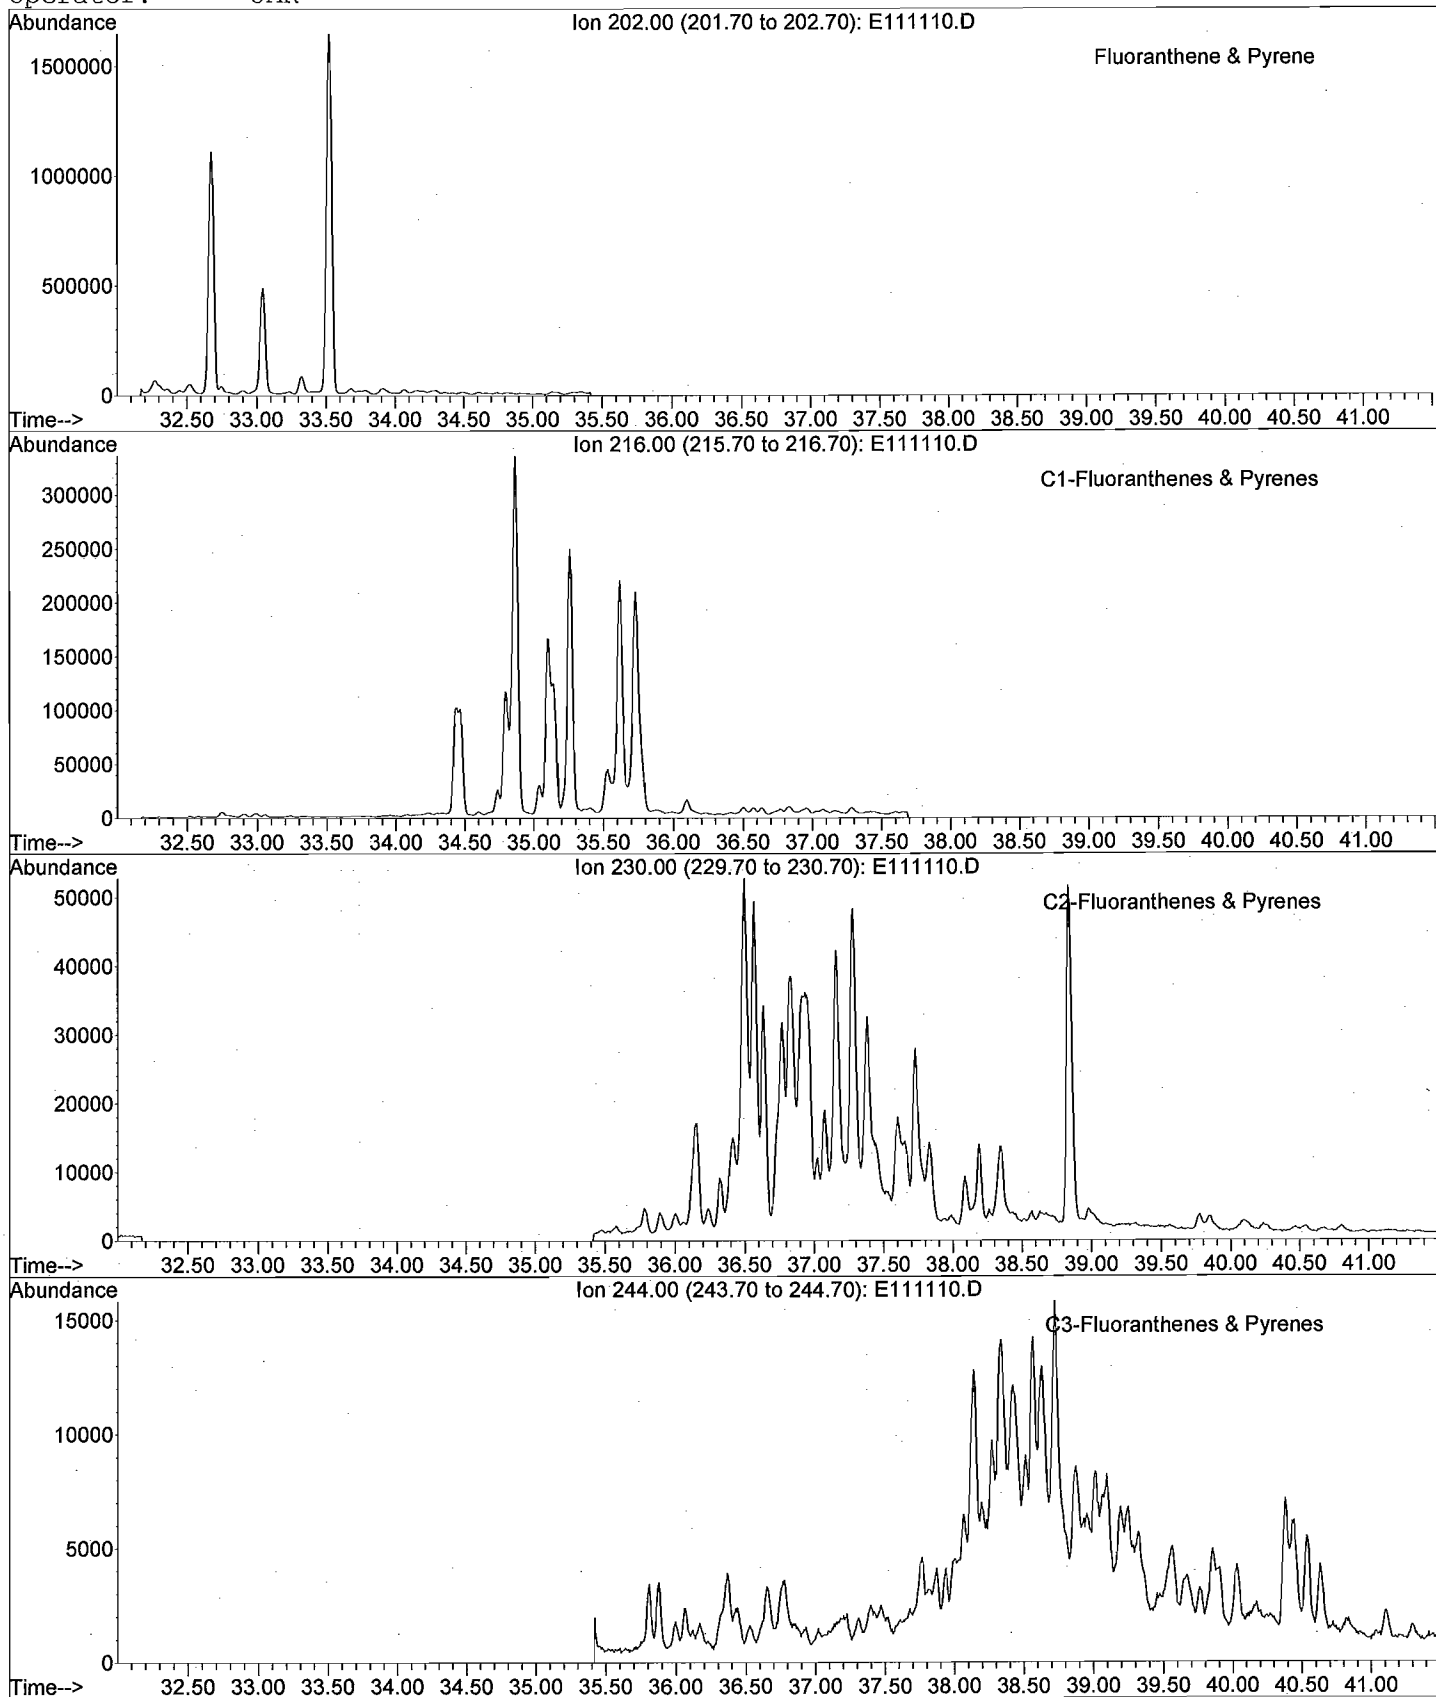 Abundance
Ion 202.00 (201.70 to 202.70): E111110.D
Fluoranthene & Pyrene
1500000
1000000
500000
0
Time--> 32.50 33.00 33.50 34.00 34.50 35.00 35.50 36.00 36.50 37.00 37.50 38.00 38.50 39.00 39.50 40.00 40.50 41.00
Abundance
Ion 216.00 (215.70 to 216.70): E111110.D
C1-Fluoranthenes & Pyrenes
300000
250000
200000
150000
100000
50000
0
Time--> 32.50 33.00 33.50 34.00 34.50 35.00 35.50 36.00 36.50 37.00 37.50 38.00 38.50 39.00 39.50 40.00 40.50 41.00
Abundance
Ion 230.00 (229.70 to 230.70): E111110.D
C2-Fluoranthenes & Pyrenes
50000
40000
30000
20000
10000
0
Time--> 32.50 33.00 33.50 34.00 34.50 35.00 35.50 36.00 36.50 37.00 37.50 38.00 38.50 39.00 39.50 40.00 40.50 41.00
Abundance
Ion 244.00 (243.70 to 244.70): E111110.D
C3-Fluoranthenes & Pyrenes
15000
10000
5000
0
Time--> 32.50 33.00 33.50 34.00 34.50 35.00 35.50 36.00 36.50 37.00 37.50 38.00 38.50 39.00 39.50 40.00 40.50 41.00